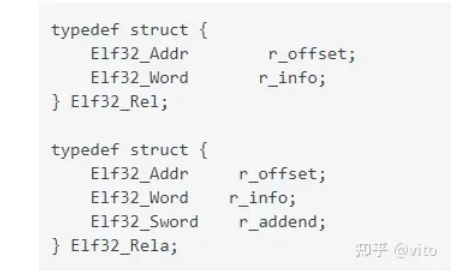 typedef struct {
    Elf32_Addr        r_offset;
    Elf32_Word       r_info;
} Elf32_Rel;

typedef struct {
    Elf32_Addr     r_offset;
    Elf32_Word    r_info;
    Elf32_Sword    r_addend;
} Elf32_Rela;
知乎 @vito